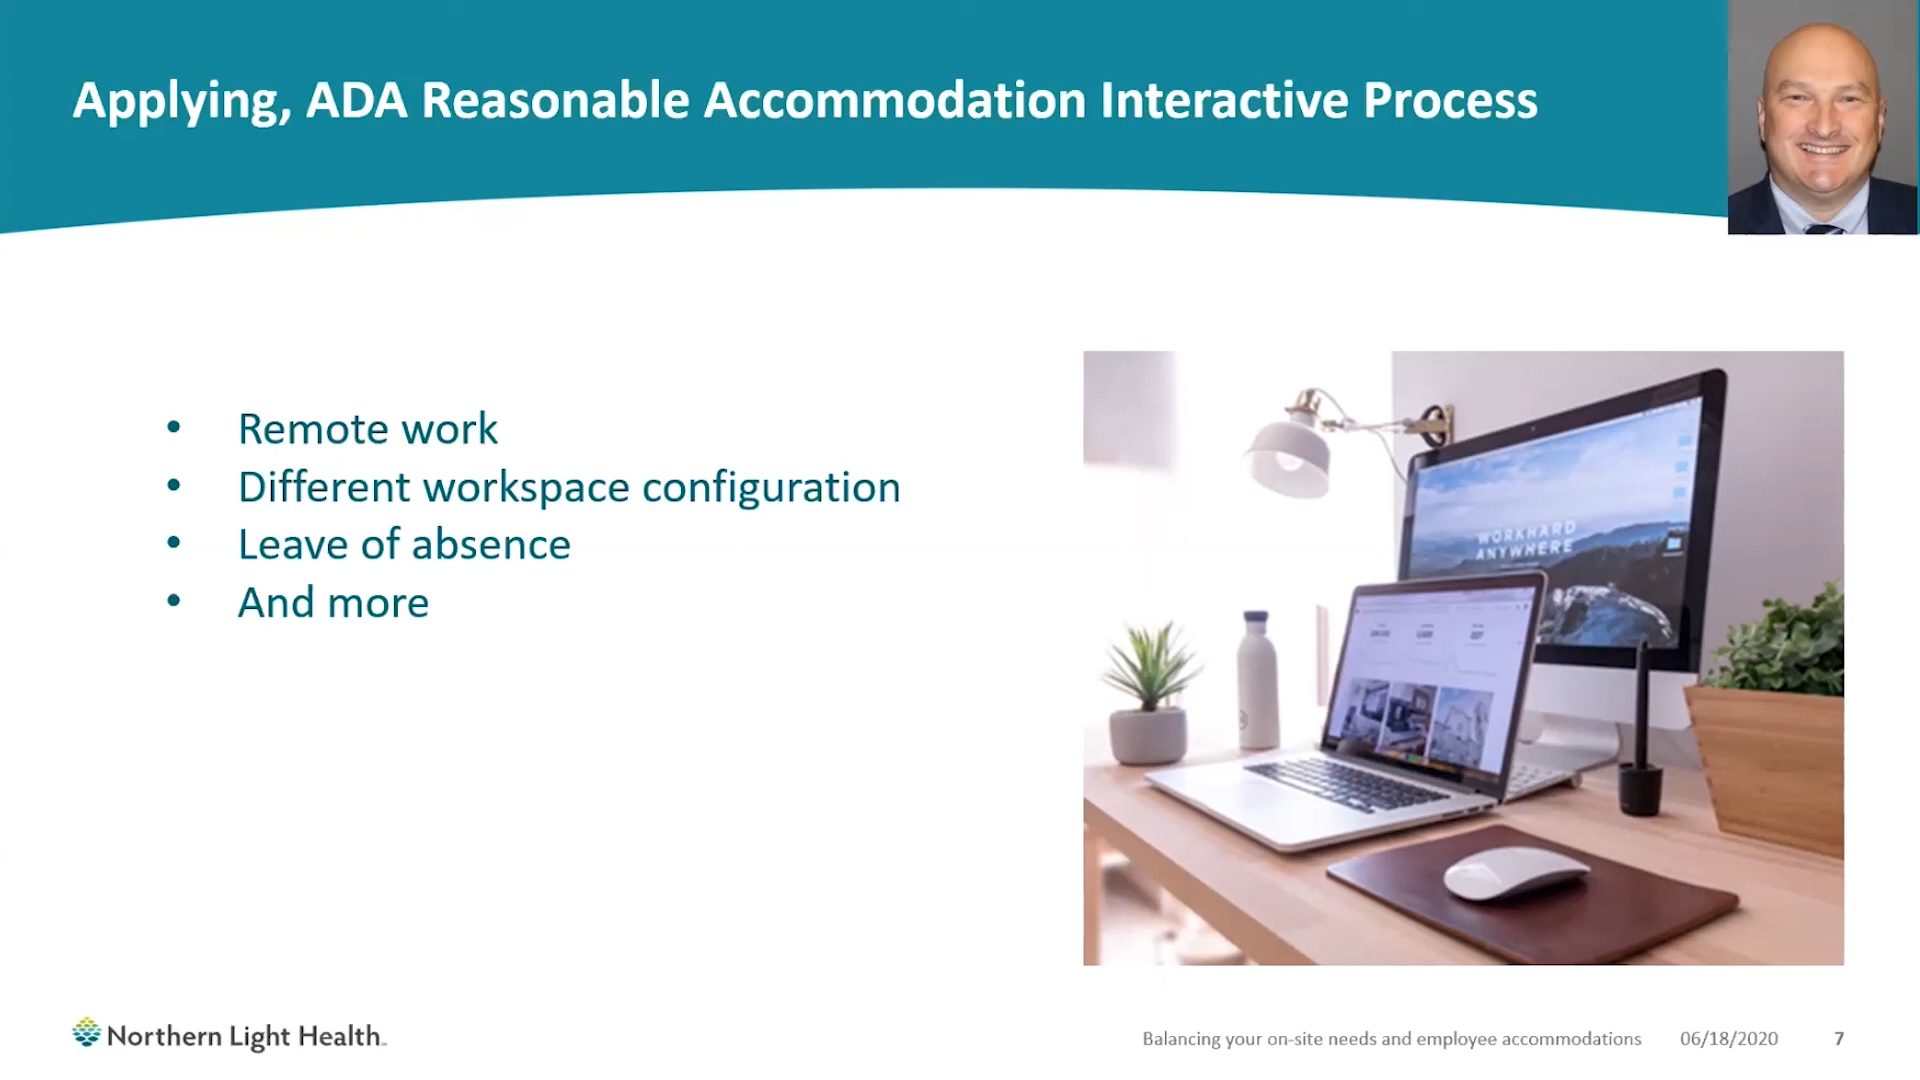 Applying, ADA Reasonable Accommodation Interactive Process
• Remote work
• Different workspace configuration
• Leave of absence
• And more
WORKHARD
ANYWHERE
Northern Light Health
Balancing your on-site needs and employee accommodations 06/18/2020 7